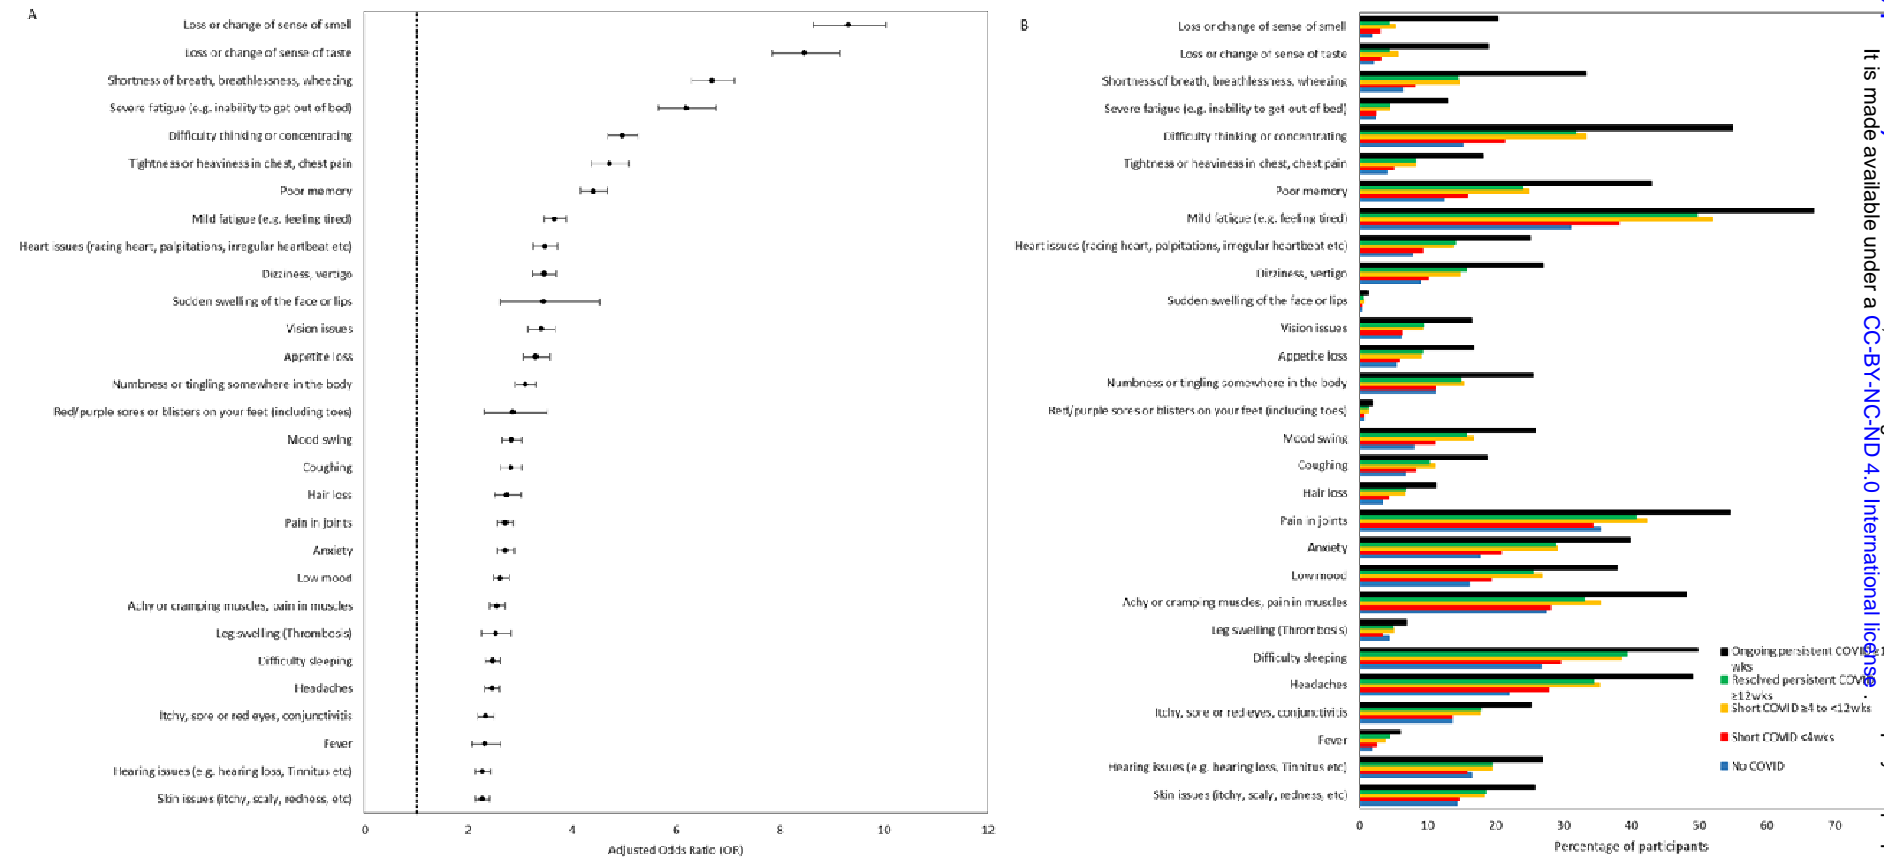 A
Loss or change of sense of smell
Loss or change of sense of taste
Shortness of breath, breathlessness, wheezing
Severe fatigue (e.g. inability to get out of bed)
Difficulty thinking or concentrating
Tightness or heaviness in chest, chest pain
Poor memory
Mild fatigue (e.g. feeling tired)
Heart issues (racing heart, palpitations, irregular heartbeat etc)
Dizziness, vertigo
Sudden swelling of the face or lips
Vision issues
Appetite loss
Numbness or tingling somewhere in the body
Red/purple sores or blisters on your feet (including toes)
Mood swing
Coughing
Hair loss
Pain in joints
Anxiety
Low mood
Achy or cramping muscles, pain in muscles
Leg swelling (Thrombosis)
Difficulty sleeping
Headaches
Itchy, sore or red eyes, conjunctivitis
Fever
Hearing issues (e.g. hearing loss, Tinnitus etc)
Skin issues (itchy, scaly, redness, etc)
0 2 4 6 8 10 12
Adjusted Odds Ratio (OR)
B
Loss or change of sense of smell
Loss or change of sense of taste
Shortness of breath, breathlessness, wheezing
Severe fatigue (e.g. inability to get out of bed)
Difficulty thinking or concentrating
Tightness or heaviness in chest, chest pain
Poor memory
Mild fatigue (e.g. feeling tired)
Heart issues (racing heart, palpitations, irregular heartbeat etc)
Dizziness, vertigo
Sudden swelling of the face or lips
Vision issues
Appetite loss
Numbness or tingling somewhere in the body
Red/purple sores or blisters on your feet (including toes)
Mood swing
Coughing
Hair loss
Pain in joints
Anxiety
Low mood
Achy or cramping muscles, pain in muscles
Leg swelling (Thrombosis)
Difficulty sleeping
Headaches
Itchy, sore or red eyes, conjunctivitis
Fever
Hearing issues (e.g. hearing loss, Tinnitus etc)
Skin issues (itchy, scaly, redness, etc)
0 10 20 30 40 50 60 70
Percentage of participants
Ongoing persistent COVID ≥1
wks
Resolved persistent COVID
≥12wks
Short COVID ≥4 to <12wks
Short COVID <4wks
No COVID
It is made available under a CC-BY-NC-ND 4.0 International license .